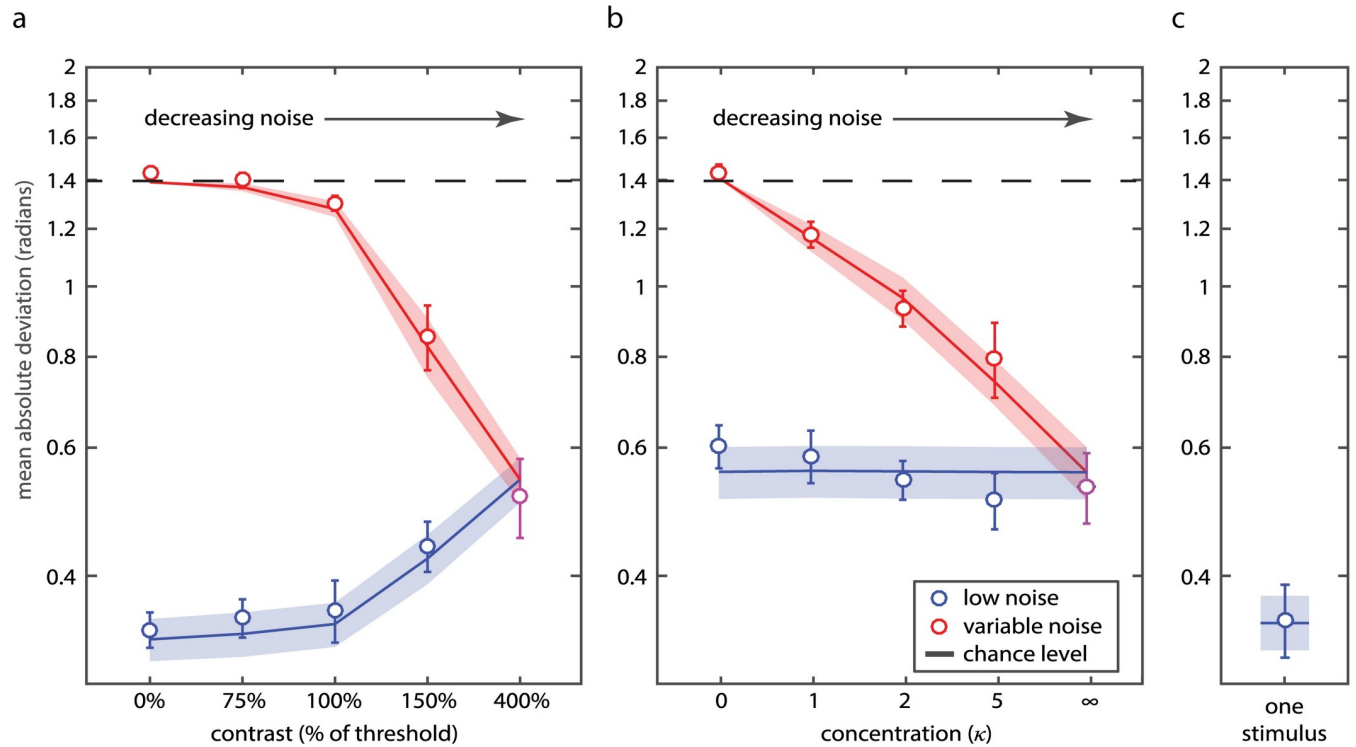 a
b
c
mean absolute deviation (radians)
2
1.8
1.6
1.4
1.2
1
0.8
0.6
0.4
decreasing noise
0% 75% 100% 150% 400%
contrast (% of threshold)
2
1.8
1.6
1.4
1.2
1
0.8
0.6
0.4
decreasing noise
low noise
variable noise
chance level
0 1 2 5 ∞
concentration (κ)
2
1.8
1.6
1.4
1.2
1
0.8
0.6
0.4
one
stimulus